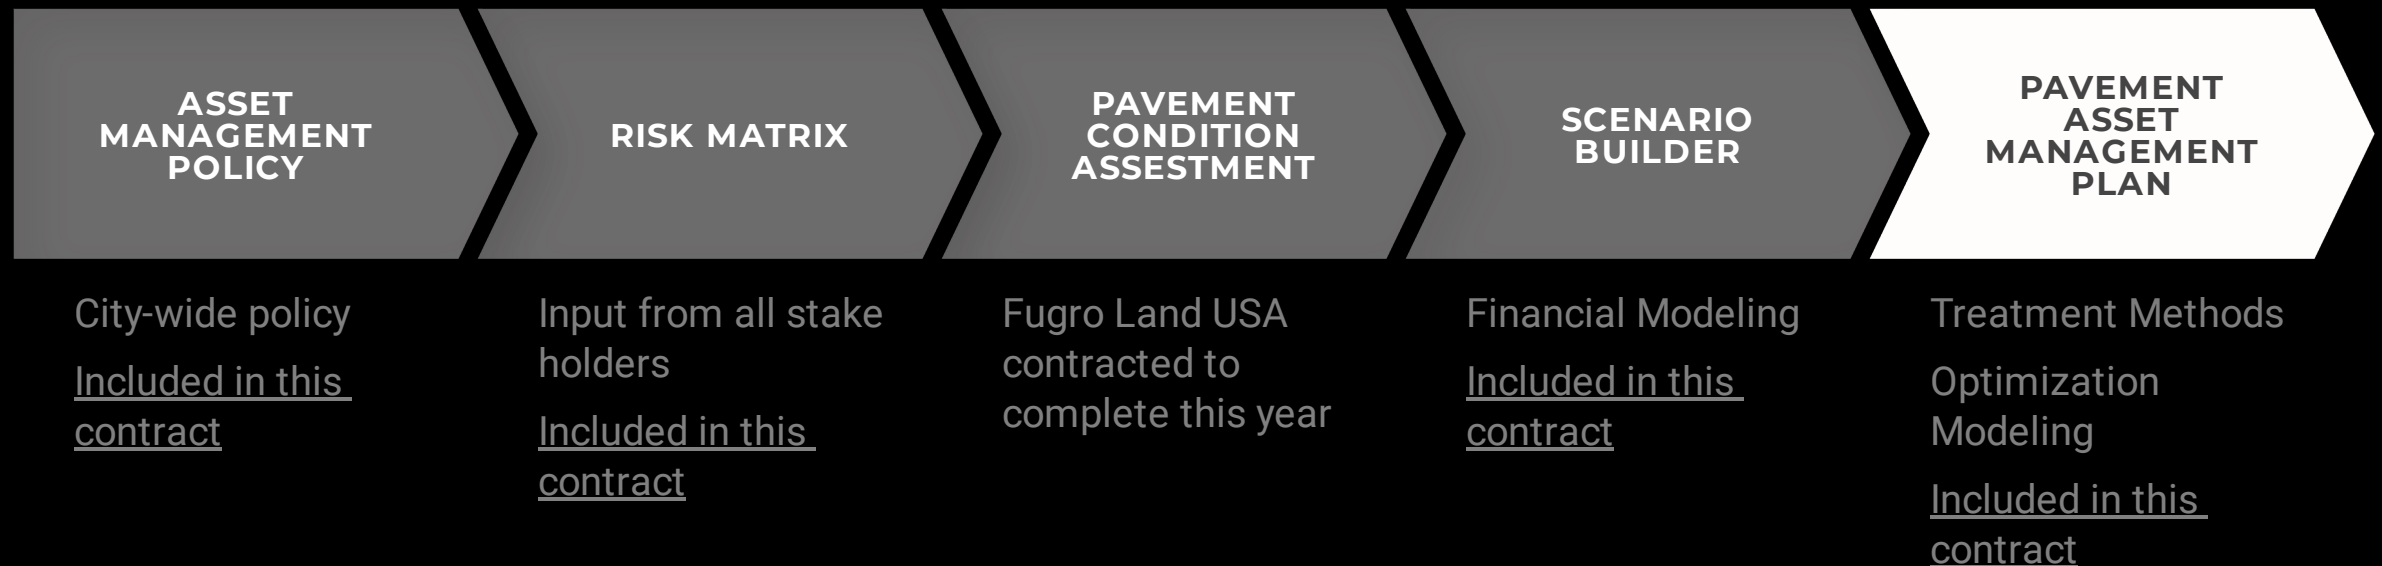 ASSET
MANAGEMENT
POLICY
RISK MATRIX
PAVEMENT
CONDITION
ASSESTMENT
SCENARIO
BUILDER
PAVEMENT
ASSET
MANAGEMENT
PLAN
City-wide policy
Included in this
contract
Input from all stake
holders
Included in this
contract
Fugro Land USA
contracted to
complete this year
Financial Modeling
Included in this
contract
Treatment Methods
Optimization
Modeling
Included in this
contract